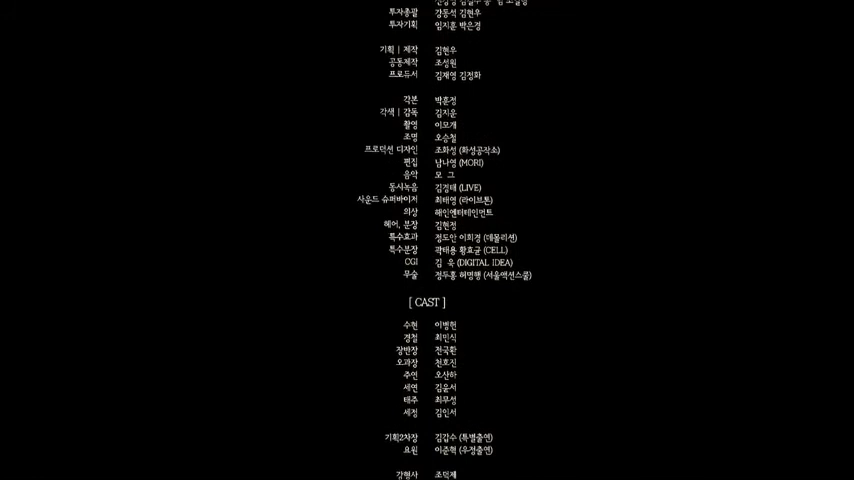 투자총괄 강동석 김현우
투자기획 임지훈 박은경
기획 | 제작 김현우
공동제작 조성원
프로듀서 김재영 김정화
각본 박훈정
각색 | 감독 김지운
촬영 이모개
조명 오승철
프로덕션 디자인 조화성 (화성공작소)
편집 남나영 (MORI)
음악 모 그
동시녹음 김경태 (LIVE)
사운드 슈퍼바이저 최태영 (라이브톤)
의상 해인엔터테인먼트
헤어, 분장 김현정
특수효과 정도안 이희경 (데몰리션)
특수분장 곽태용 황효균 (CELL)
CGI 김 욱 (DIGITAL IDEA)
무술 정두홍 허명행 (서울액션스쿨)
[ CAST ]
수현 이병헌
경철 최민식
장반장 전국환
오과장 천호진
주연 오산하
세연 김윤서
태주 최무성
세정 김인서
기획2차장 김갑수 (특별출연)
요원 이준혁 (우정출연)
강형사 조덕제